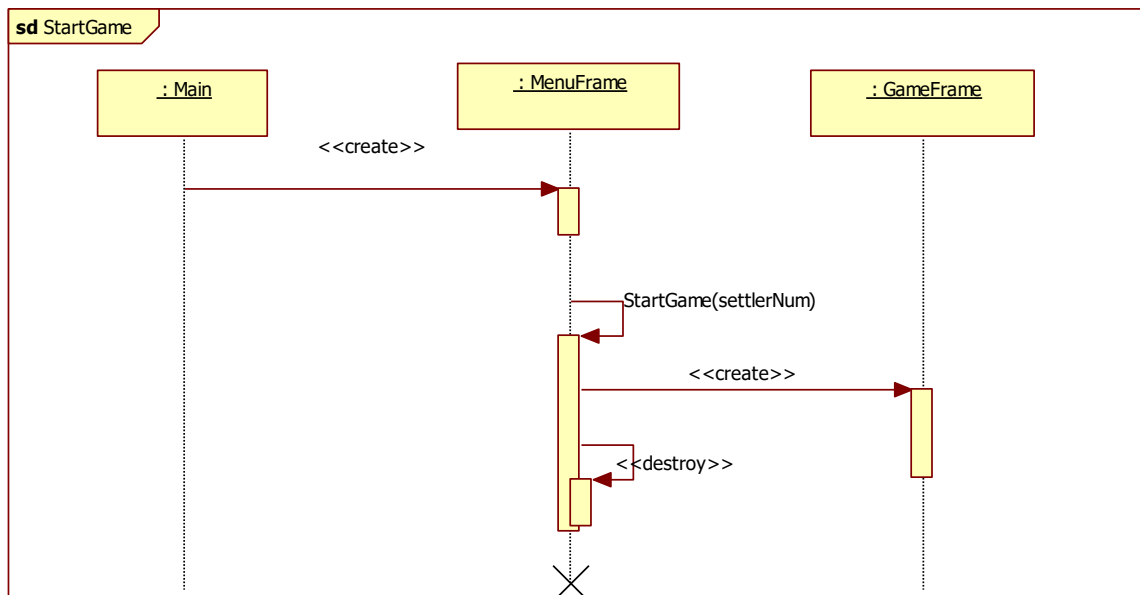 sd StartGame
: Main
: MenuFrame
: GameFrame
<<create>>
StartGame(settlerNum)
<<create>>
<<destroy>>